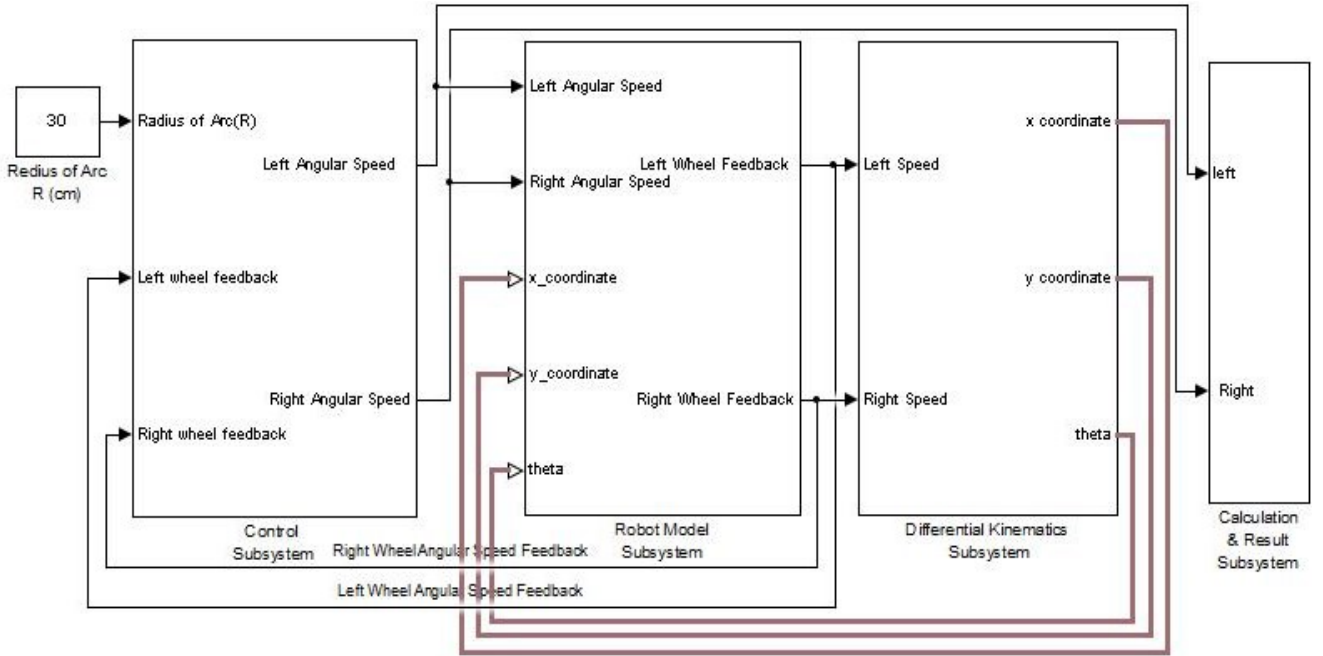 30
Redius of Arc
R (cm)
Radius of Arc(R)
Left Angular Speed
Left wheel feedback
Right Angular Speed
Right wheel feedback
Control
Subsystem
Left Angular Speed
Left Wheel Feedback
Right Angular Speed
x_coordinate
y_coordinate
Right Wheel Feedback
theta
Robot Model
Subsystem
x coordinate
Left Speed
y coordinate
Right Speed
theta
Differential Kinematics
Subsystem
left
Right
Calculation
& Result
Subsystem
Right Wheel Angular Speed Feedback
Left Wheel Angular Speed Feedback